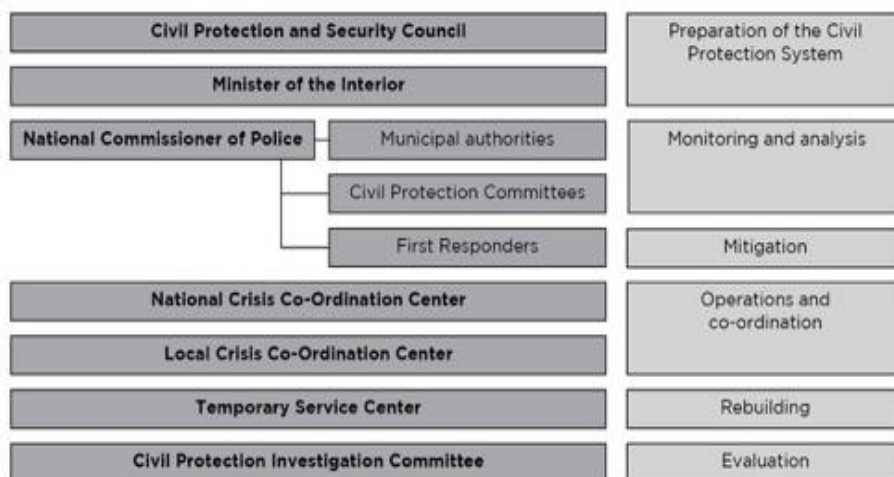 Civil Protection and Security Council
Preparation of the Civil
Protection System
Minister of the Interior
National Commissioner of Police
Municipal authorities
Monitoring and analysis
Civil Protection Committees
First Responders
Mitigation
National Crisis Co-Ordination Center
Operations and
co-ordination
Local Crisis Co-Ordination Center
Temporary Service Center
Rebuilding
Civil Protection Investigation Committee
Evaluation